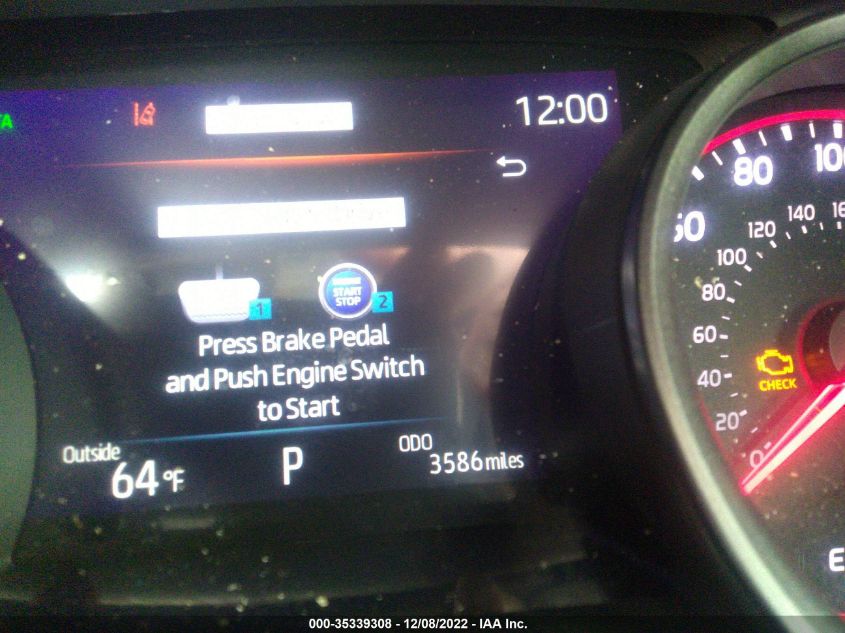 12:00
1
START
STOP
2
Press Brake Pedal
and Push Engine Switch
to Start
Outside
64°F
P
ODO
3586 miles
80
100
120
140
100
80
60
40
20
0
CHECK
E
000-35339308 - 12/08/2022 - IAA Inc.